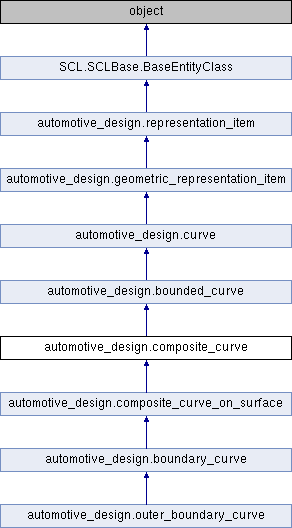 object
SCL.SCLBase.BaseEntityClass
automotive_design.representation_item
automotive_design.geometric_representation_item
automotive_design.curve
automotive_design.bounded_curve
automotive_design.composite_curve
automotive_design.composite_curve_on_surface
automotive_design.boundary_curve
automotive_design.outer_boundary_curve